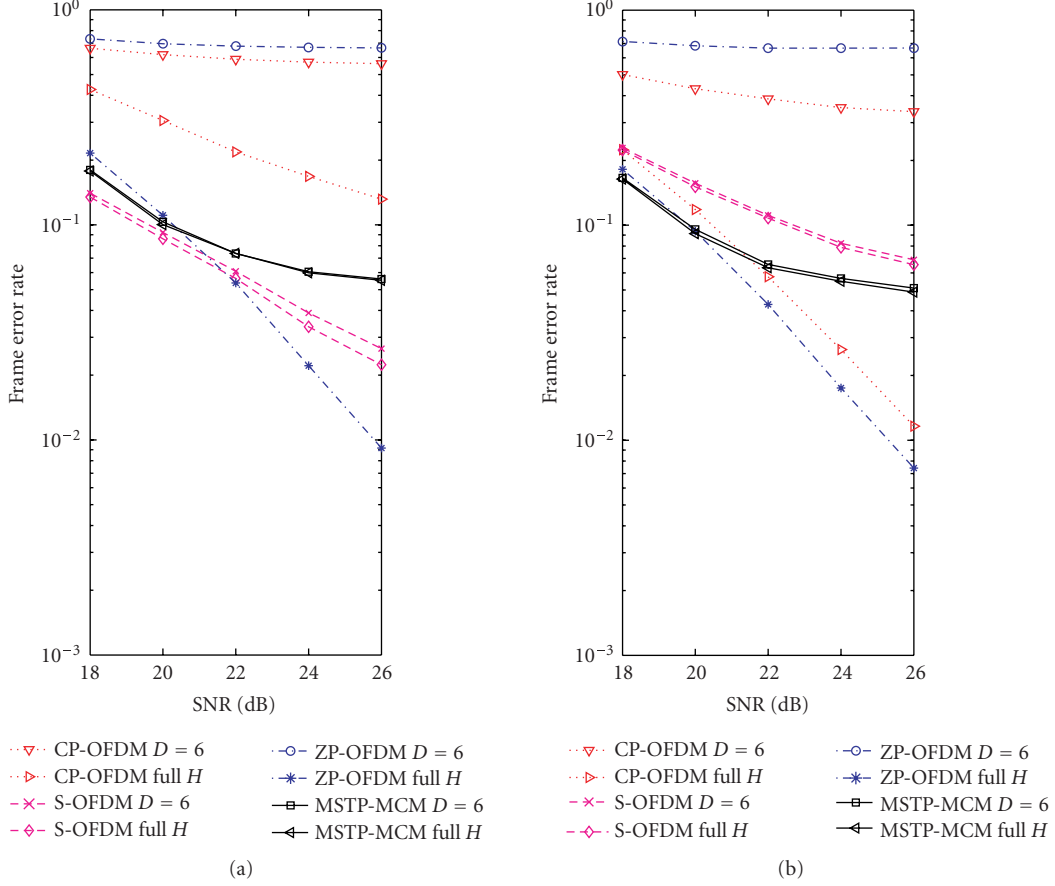 10^0
10^−1
10^−2
10^−3
Frame error rate
18 20 22 24 26
SNR (dB)
CP-OFDM D = 6
CP-OFDM full H
S-OFDM D = 6
S-OFDM full H
ZP-OFDM D = 6
ZP-OFDM full H
MSTP-MCM D = 6
MSTP-MCM full H
(a)
10^0
10^−1
10^−2
10^−3
Frame error rate
18 20 22 24 26
SNR (dB)
CP-OFDM D = 6
CP-OFDM full H
S-OFDM D = 6
S-OFDM full H
ZP-OFDM D = 6
ZP-OFDM full H
MSTP-MCM D = 6
MSTP-MCM full H
(b)